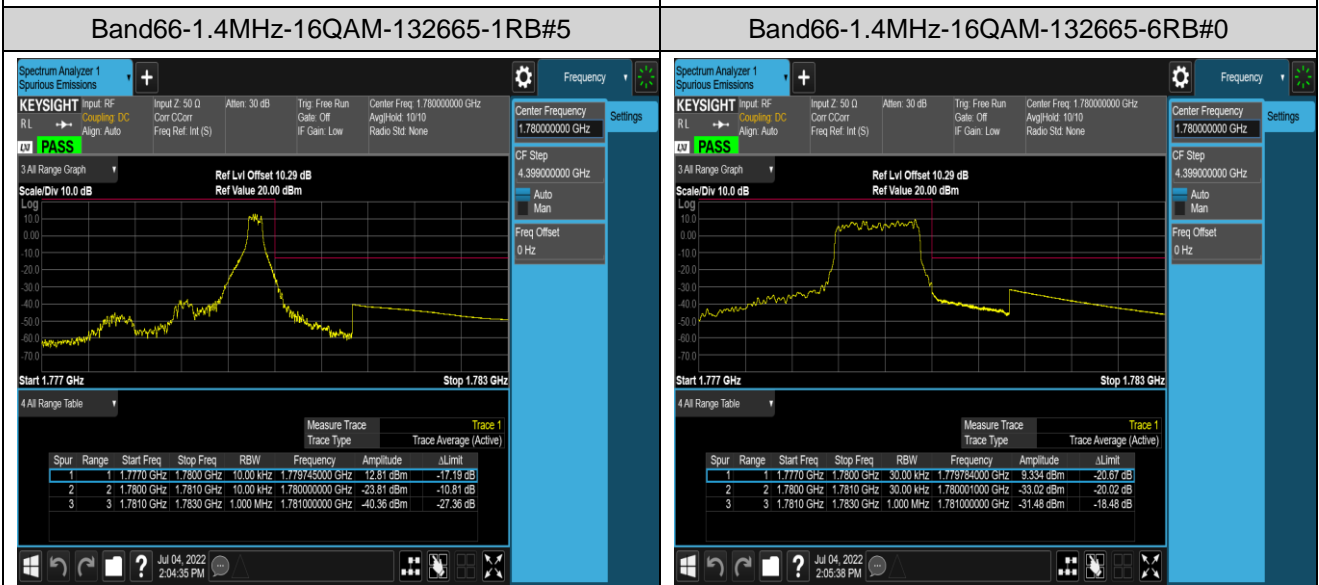 Band66-1.4MHz-16QAM-132665-1RB#5
Spectrum Analyzer 1
Spurious Emissions
Frequency
KEYSIGHT
RL
Input: RF
Coupling: DC
Align: Auto
Input Z: 50 Ω
Corr CCorr
Freq Ref: Int (S)
Atten: 30 dB
Trig: Free Run
Gate: Off
IF Gain: Low
Center Freq: 1.780000000 GHz
Avg|Hold: 10/10
Radio Std: None
LXI PASS
Center Frequency
1.780000000 GHz
Settings
CF Step
4.399000000 GHz
Auto
Man
Freq Offset
0 Hz
3 All Range Graph
Scale/Div 10.0 dB
Ref Lvl Offset 10.29 dB
Ref Value 20.00 dBm
Log
10.0
0.00
-10.0
-20.0
-30.0
-40.0
-50.0
-60.0
-70.0
Start 1.777 GHz
Stop 1.783 GHz
4 All Range Table
Measure Trace Trace 1
Trace Type Trace Average (Active)
Spur Range Start Freq Stop Freq RBW Frequency Amplitude ΔLimit
1 1 1.7770 GHz 1.7800 GHz 10.00 kHz 1.779745000 GHz 12.81 dBm -17.19 dB
2 2 1.7800 GHz 1.7810 GHz 10.00 kHz 1.780000000 GHz -23.81 dBm -10.81 dB
3 3 1.7810 GHz 1.7830 GHz 1.000 MHz 1.781000000 GHz -40.36 dBm -27.36 dB
Jul 04, 2022
2:04:35 PM
Band66-1.4MHz-16QAM-132665-6RB#0
Spectrum Analyzer 1
Spurious Emissions
Frequency
KEYSIGHT
RL
Input: RF
Coupling: DC
Align: Auto
Input Z: 50 Ω
Corr CCorr
Freq Ref: Int (S)
Atten: 30 dB
Trig: Free Run
Gate: Off
IF Gain: Low
Center Freq: 1.780000000 GHz
Avg|Hold: 10/10
Radio Std: None
LXI PASS
Center Frequency
1.780000000 GHz
Settings
CF Step
4.399000000 GHz
Auto
Man
Freq Offset
0 Hz
3 All Range Graph
Scale/Div 10.0 dB
Ref Lvl Offset 10.29 dB
Ref Value 20.00 dBm
Log
10.0
0.00
-10.0
-20.0
-30.0
-40.0
-50.0
-60.0
-70.0
Start 1.777 GHz
Stop 1.783 GHz
4 All Range Table
Measure Trace Trace 1
Trace Type Trace Average (Active)
Spur Range Start Freq Stop Freq RBW Frequency Amplitude ΔLimit
1 1 1.7770 GHz 1.7800 GHz 30.00 kHz 1.779784000 GHz 9.334 dBm -20.67 dB
2 2 1.7800 GHz 1.7810 GHz 30.00 kHz 1.780001000 GHz -33.02 dBm -20.02 dB
3 3 1.7810 GHz 1.7830 GHz 1.000 MHz 1.781000000 GHz -31.48 dBm -18.48 dB
Jul 04, 2022
2:05:38 PM